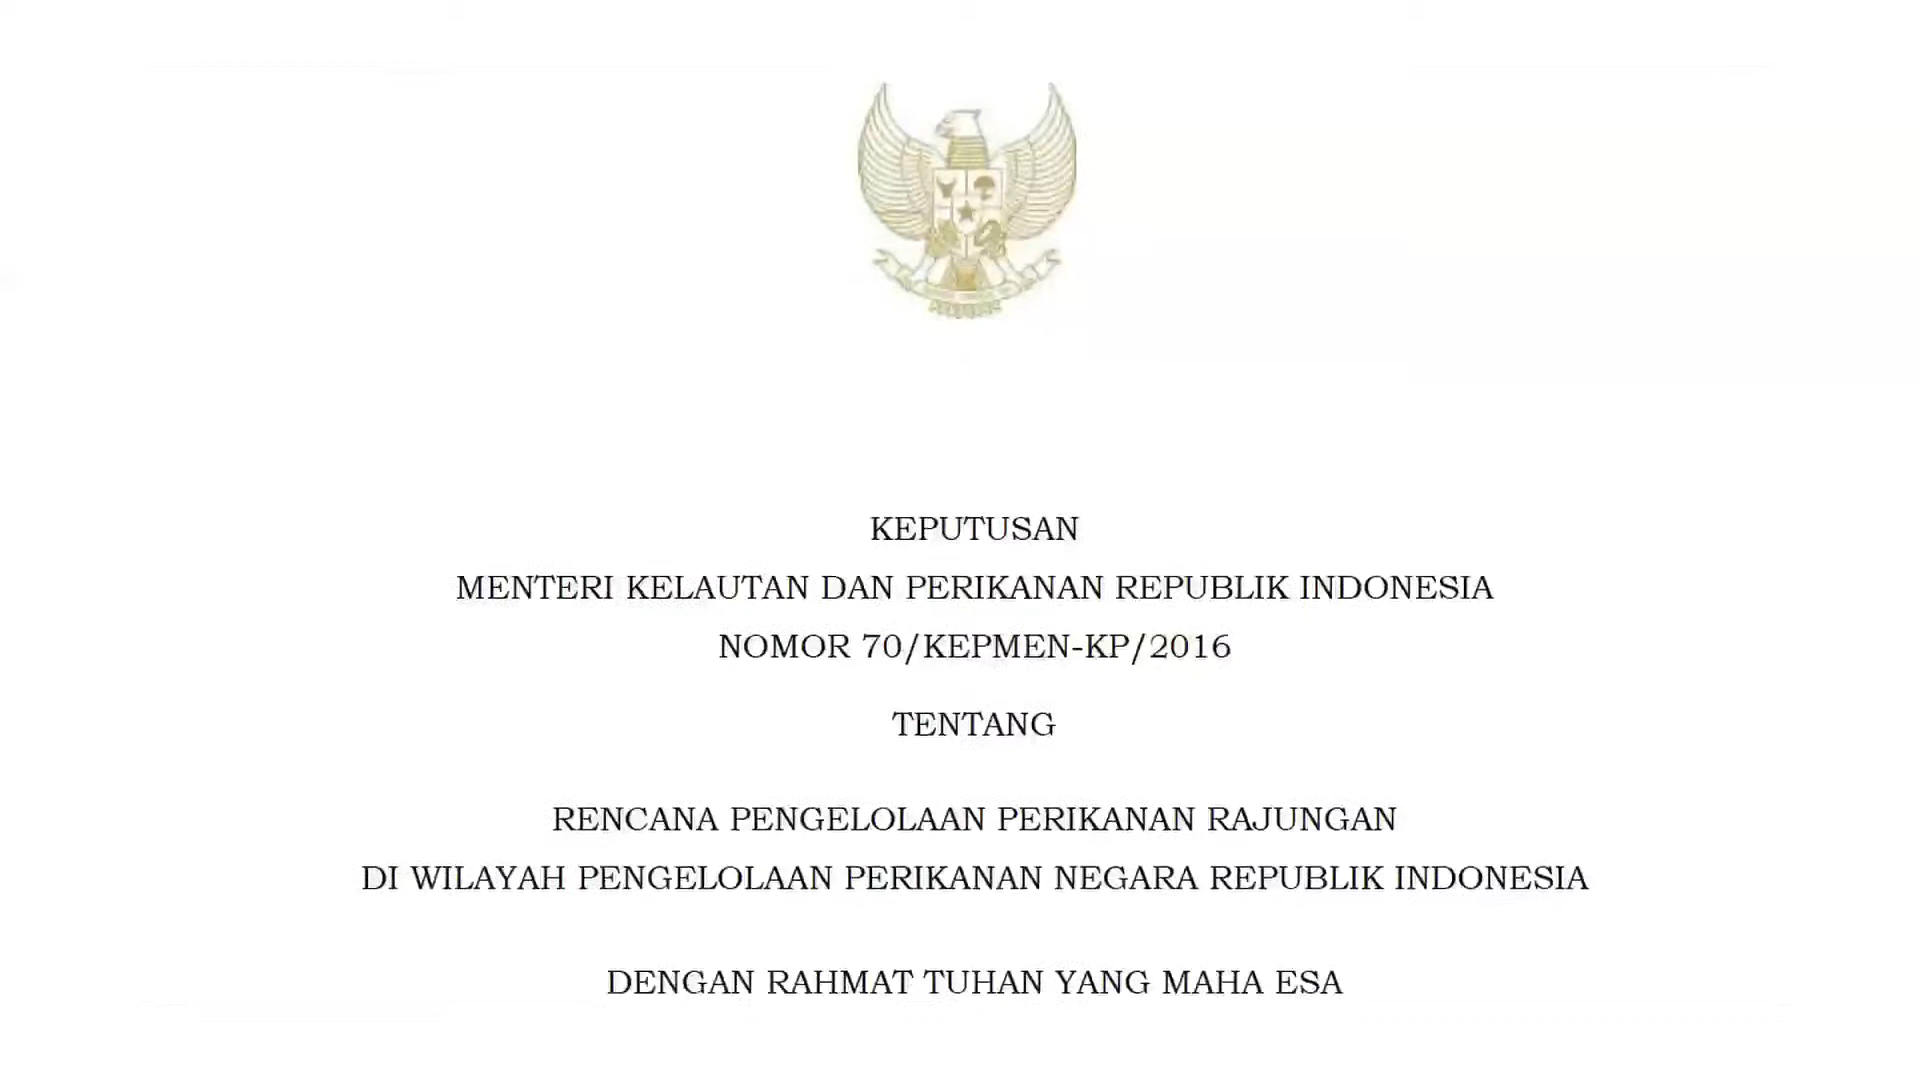 KEPUTUSAN
MENTERI KELAUTAN DAN PERIKANAN REPUBLIK INDONESIA
NOMOR 70/KEPMEN-KP/2016
TENTANG
RENCANA PENGELOLAAN PERIKANAN RAJUNGAN
DI WILAYAH PENGELOLAAN PERIKANAN NEGARA REPUBLIK INDONESIA
DENGAN RAHMAT TUHAN YANG MAHA ESA